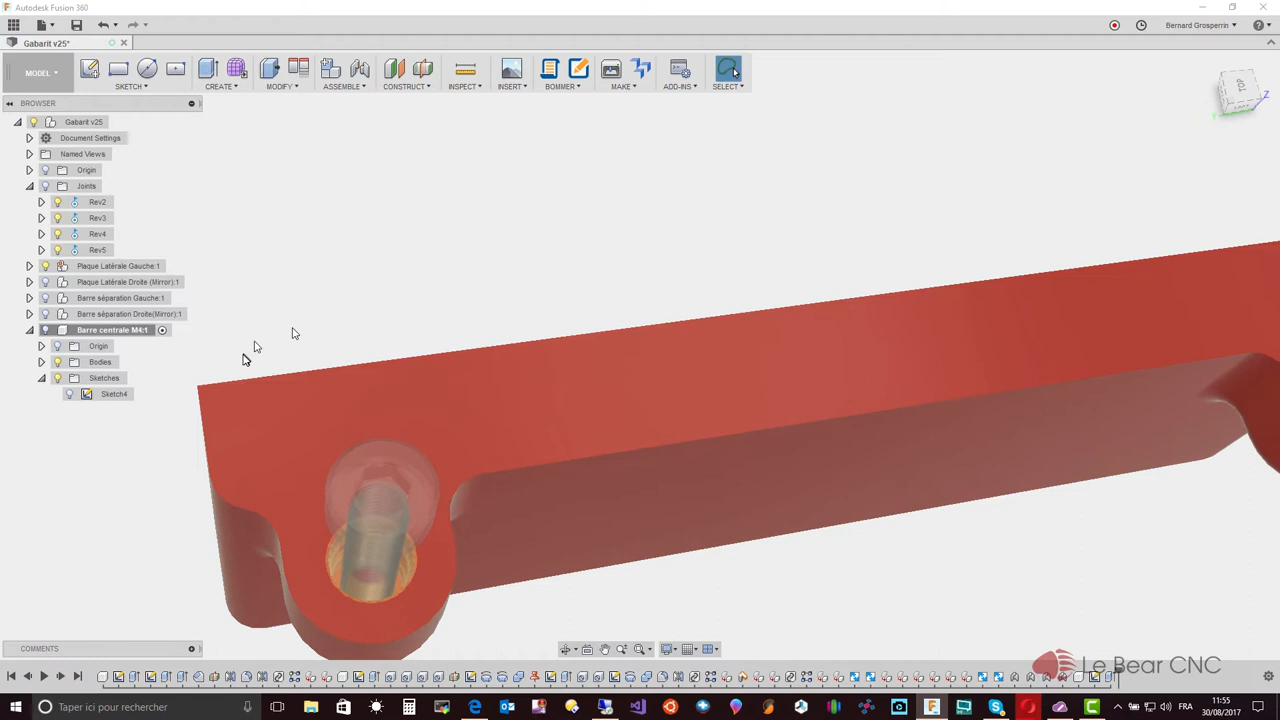 Autodesk Fusion 360
Bernard Grosperrin
Gabarit v25*
MODEL
SKETCH
CREATE
MODIFY
ASSEMBLE
CONSTRUCT
INSPECT
INSERT
BOMMER
MAKE
ADD-INS
SELECT
TOP
Z
Y
BROWSER
Gabarit v25
Document Settings
Named Views
Origin
Joints
Rev2
Rev3
Rev4
Rev5
Plaque Latérale Gauche:1
Plaque Latérale Droite (Mirror):1
Barre séparation Gauche:1
Barre séparation Droite(Mirror):1
Barre centrale M4:1
Origin
Bodies
Sketches
Sketch4
COMMENTS
Le Bear CNC
Taper ici pour rechercher
FRA
11:55
30/08/2017